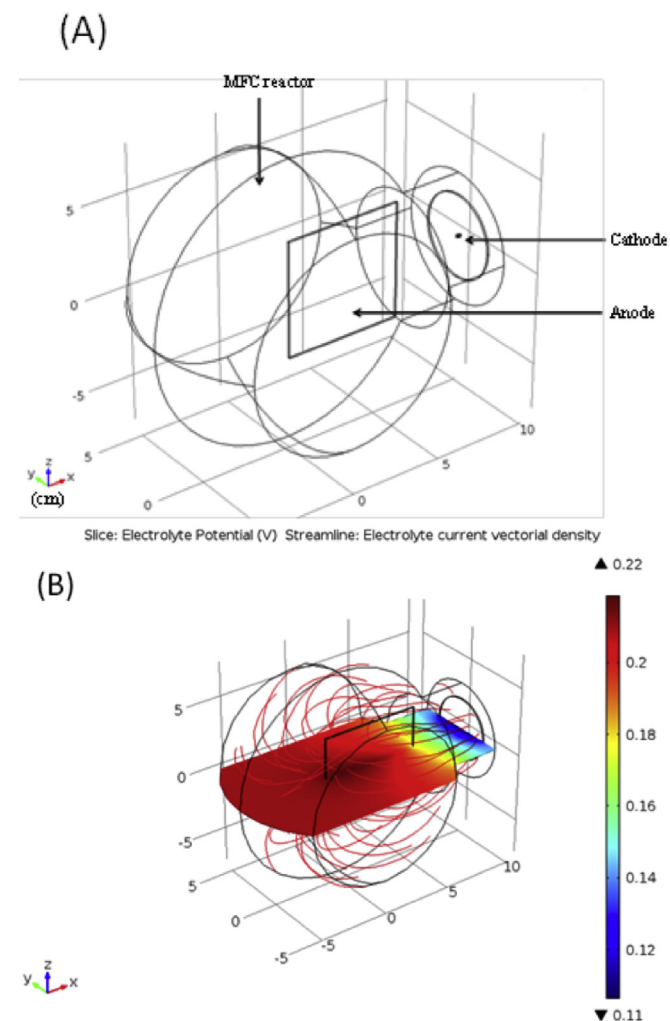 (A)
MFC reactor
Cathode
Anode
5
0
-5
5
0
0
5
10
z
y
x
(cm)
Slice: Electrolyte Potential (V) Streamline: Electrolyte current vectorial density
(B)
▲ 0.22
0.2
0.18
0.16
0.14
0.12
▼ 0.11
5
0
-5
5
0
-5
-5
0
5
10
z
y
x